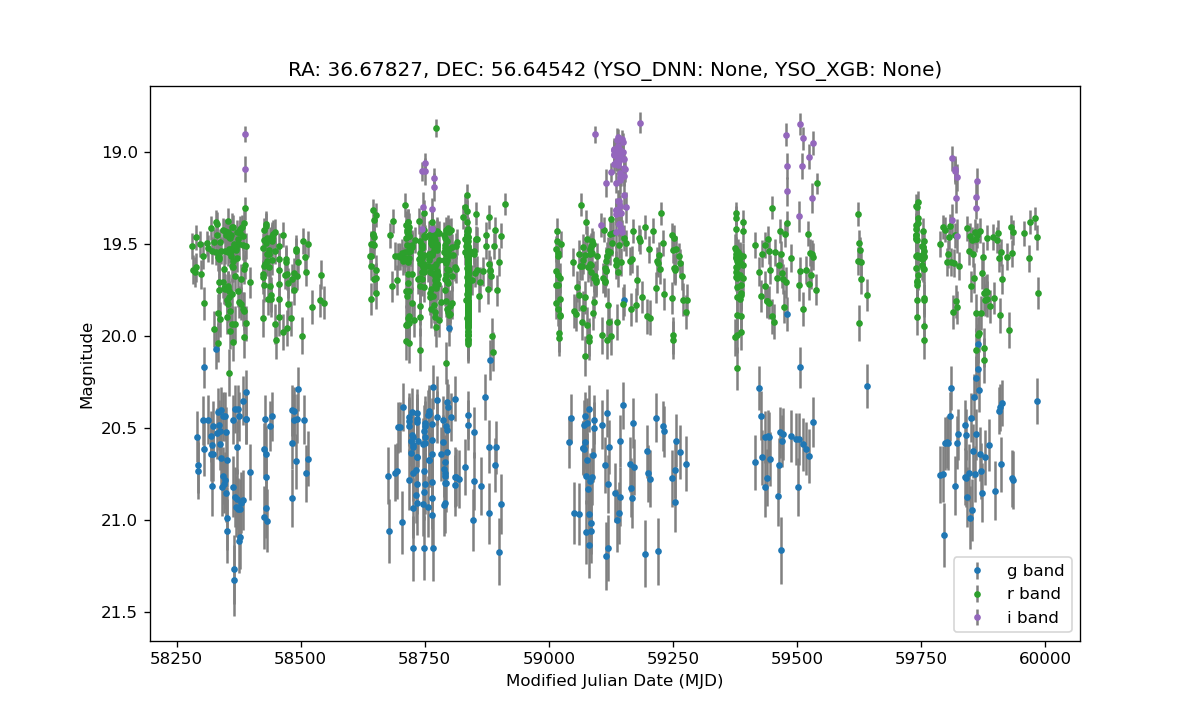 RA: 36.67827, DEC: 56.64542 (YSO_DNN: None, YSO_XGB: None)
Magnitude
19.0
19.5
20.0
20.5
21.0
21.5
g band
r band
i band
58250 58500 58750 59000 59250 59500 59750 60000
Modified Julian Date (MJD)